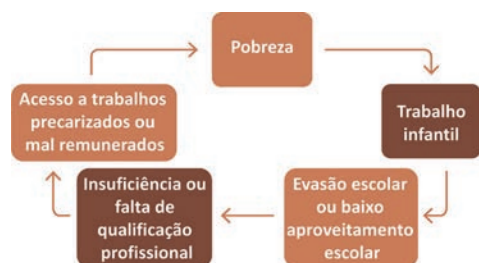 Pobreza
Trabalho
infantil
Evasão escolar
ou baixo
aproveitamento
escolar
Insuficiência ou
falta de
qualificação
profissional
Acesso a trabalhos
precarizados ou
mal remunerados